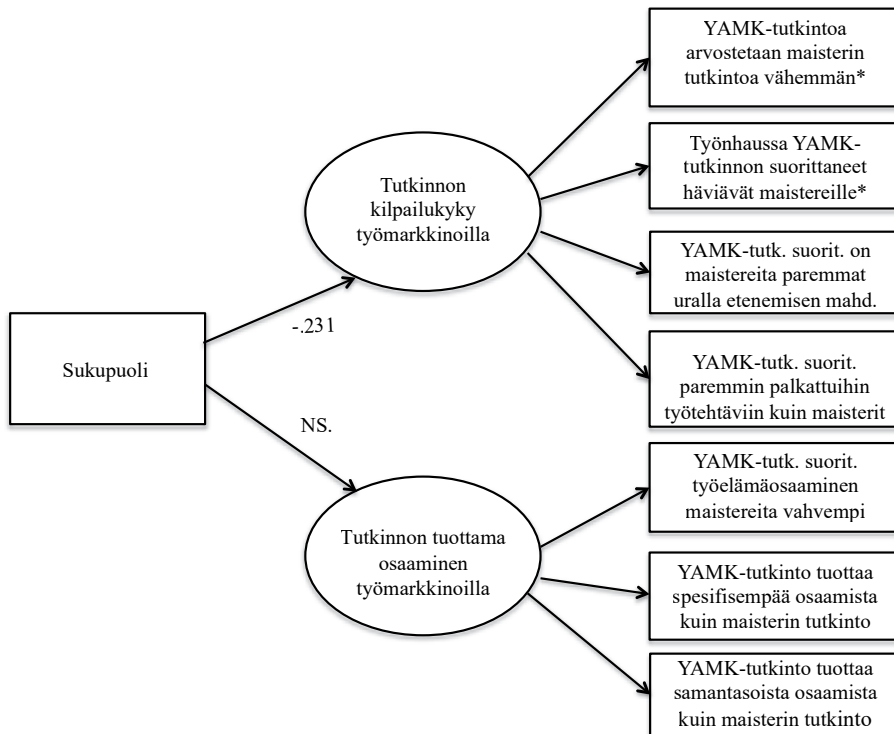 YAMK-tutkintoa
arvostetaan maisterin
tutkintoa vähemmän*
Työnhaussa YAMK-
tutkinnon suorittaneet
häviävät maistereille*
Tutkinnon
kilpailukyky
työmarkkinoilla
YAMK-tutk. suorit. on
maistereita paremmat
uralla etenemisen mahd.
-.231
Sukupuoli
YAMK-tutk. suorit.
paremmin palkattuihin
työtehtäviin kuin maisterit
NS.
YAMK-tutk. suorit.
työelämäosaaminen
maistereita vahvempi
Tutkinnon tuottama
osaaminen
työmarkkinoilla
YAMK-tutkinto tuottaa
spesifisempää osaamista
kuin maisterin tutkinto
YAMK-tutkinto tuottaa
samantasoista osaamista
kuin maisterin tutkinto